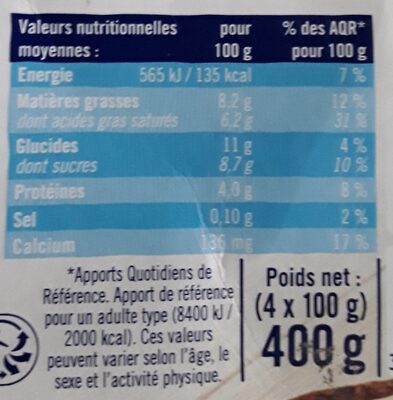 Valeurs nutritionnelles pour % des AQR*
moyennes : 100 g pour 100 g
Energie 565 kJ / 135 kcal 7 %
Matières grasses 8,2 g 12 %
dont acides gras saturés 6,2 g 31 %
Glucides 11 g 4 %
dont sucres 8,7 g 10 %
Protéines 4,0 g 8 %
Sel 0,10 g 2 %
Calcium 136 mg 17 %
*Apports Quotidiens de
Référence. Apport de référence
pour un adulte type (8400 kJ /
2000 kcal). Ces valeurs
peuvent varier selon l'âge, le
sexe et l'activité physique.
Poids net :
(4 x 100 g)
400 g